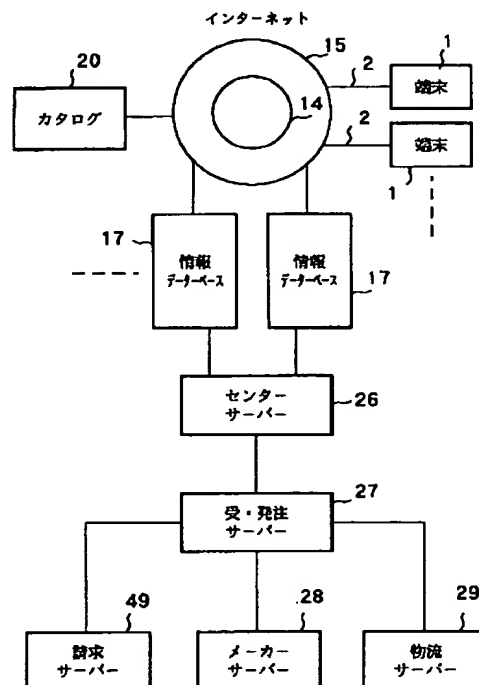 インターネット
15
20
カタログ
14
2
1
端末
2
端末
1
17
情報
データーベース
情報
データーベース
17
センター
サーバー
26
受・発注
サーバー
27
49
請求
サーバー
28
メーカー
サーバー
29
物流
サーバー